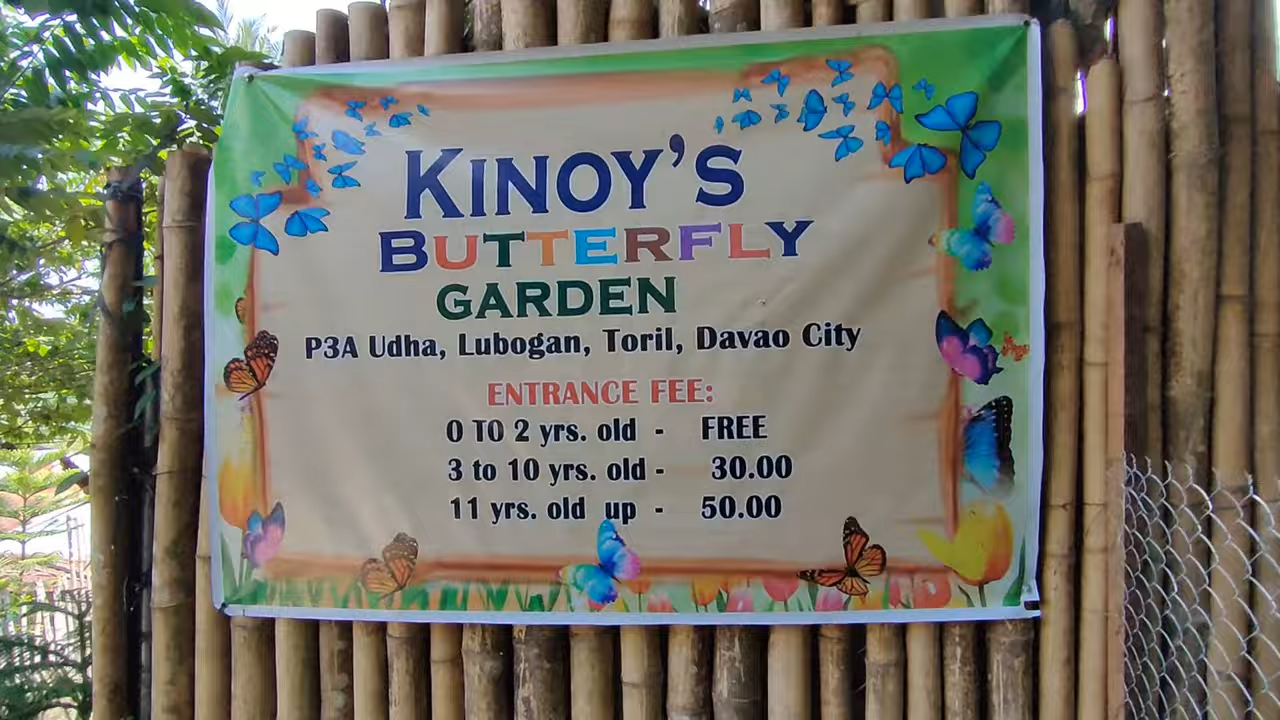 KINOY'S
BUTTERFLY
GARDEN
P3A Udha, Lubogan, Toril, Davao City
ENTRANCE FEE:
0 TO 2 yrs. old - FREE
3 to 10 yrs. old - 30.00
11 yrs. old up - 50.00